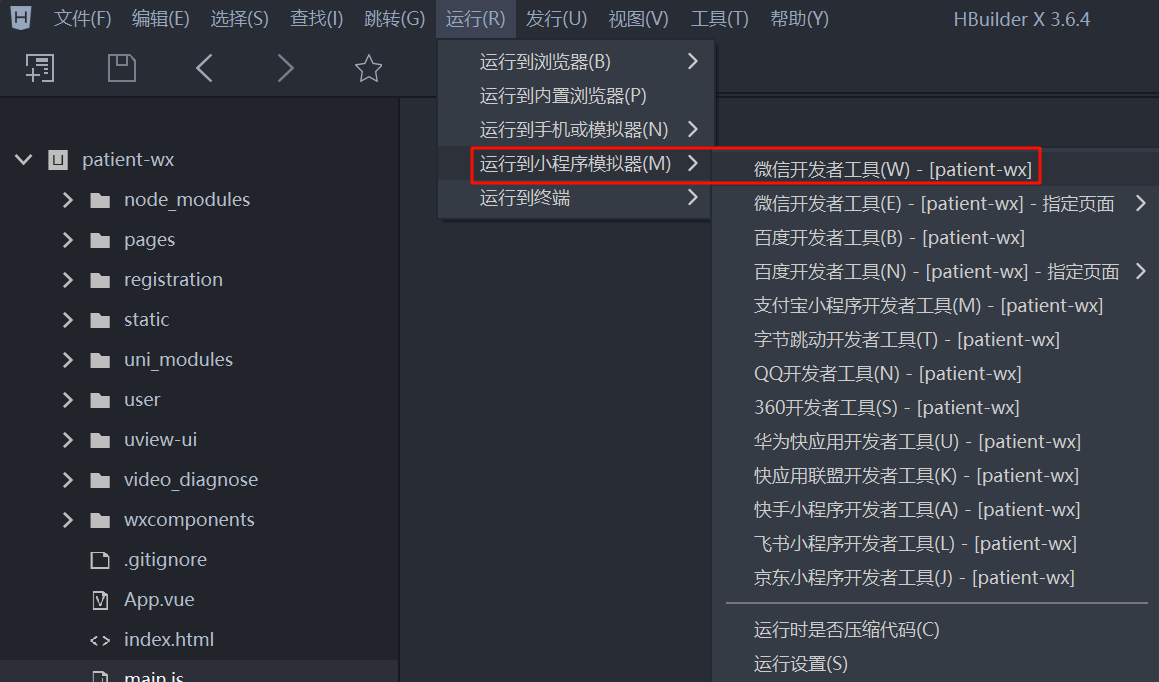 文件(F) 编辑(E) 选择(S) 查找(I) 跳转(G) 运行(R) 发行(U) 视图(V) 工具(T) 帮助(Y) HBuilder X 3.6.4
运行到浏览器(B)
运行到内置浏览器(P)
运行到手机或模拟器(N)
运行到小程序模拟器(M)
运行到终端
微信开发者工具(W) - [patient-wx]
微信开发者工具(E) - [patient-wx] - 指定页面
百度开发者工具(B) - [patient-wx]
百度开发者工具(N) - [patient-wx] - 指定页面
支付宝小程序开发者工具(M) - [patient-wx]
字节跳动开发者工具(T) - [patient-wx]
QQ开发者工具(N) - [patient-wx]
360开发者工具(S) - [patient-wx]
华为快应用开发者工具(U) - [patient-wx]
快应用联盟开发者工具(K) - [patient-wx]
快手小程序开发者工具(A) - [patient-wx]
飞书小程序开发者工具(L) - [patient-wx]
京东小程序开发者工具(J) - [patient-wx]
运行时是否压缩代码(C)
运行设置(S)
patient-wx
node_modules
pages
registration
static
uni_modules
user
uview-ui
video_diagnose
wxcomponents
.gitignore
App.vue
index.html
main.js